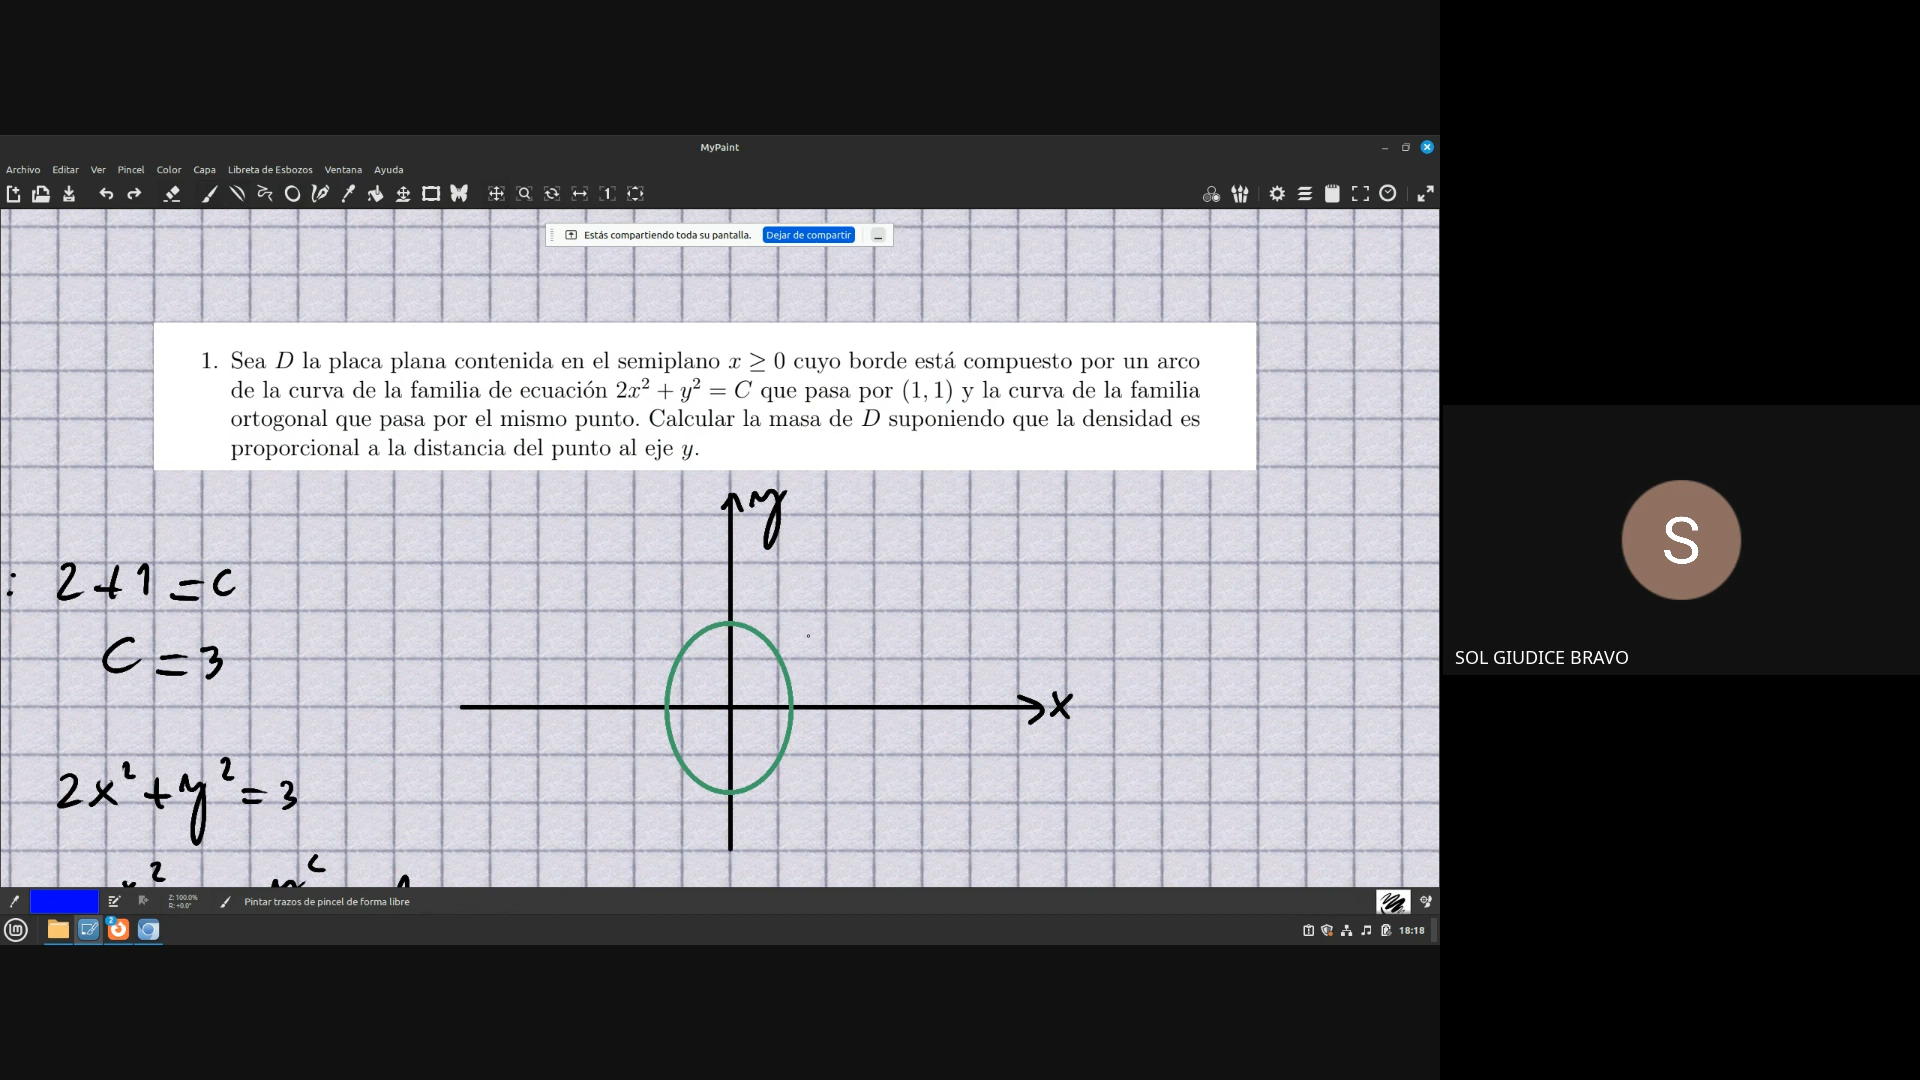 MyPaint
Archivo Editar Ver Pincel Color Capa Libreta de Esbozos Ventana Ayuda
Estás compartiendo toda su pantalla. Dejar de compartir
1. Sea D la placa plana contenida en el semiplano x ≥ 0 cuyo borde está compuesto por un arco
de la curva de la familia de ecuación 2x² + y² = C que pasa por (1, 1) y la curva de la familia
ortogonal que pasa por el mismo punto. Calcular la masa de D suponiendo que la densidad es
proporcional a la distancia del punto al eje y.
y
: 2+1=C
C=3
x
2x²+y²=3
S
SOL GIUDICE BRAVO
Z: 100.0%
R: +0.0°
Pintar trazos de pincel de forma libre
2
18:18